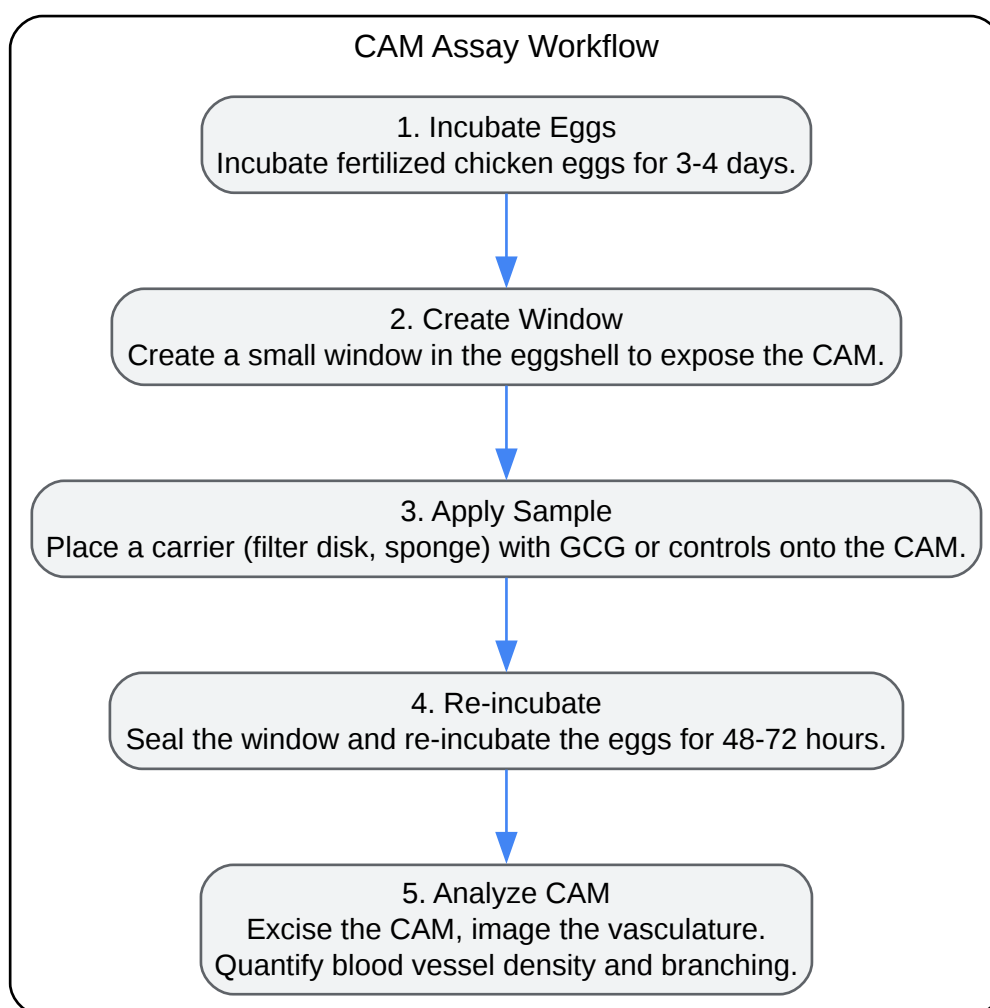 CAM Assay Workflow
1. Incubate Eggs
Incubate fertilized chicken eggs for 3-4 days.
2. Create Window
Create a small window in the eggshell to expose the CAM.
3. Apply Sample
Place a carrier (filter disk, sponge) with GCG or controls onto the CAM.
4. Re-incubate
Seal the window and re-incubate the eggs for 48-72 hours.
5. Analyze CAM
Excise the CAM, image the vasculature.
Quantify blood vessel density and branching.